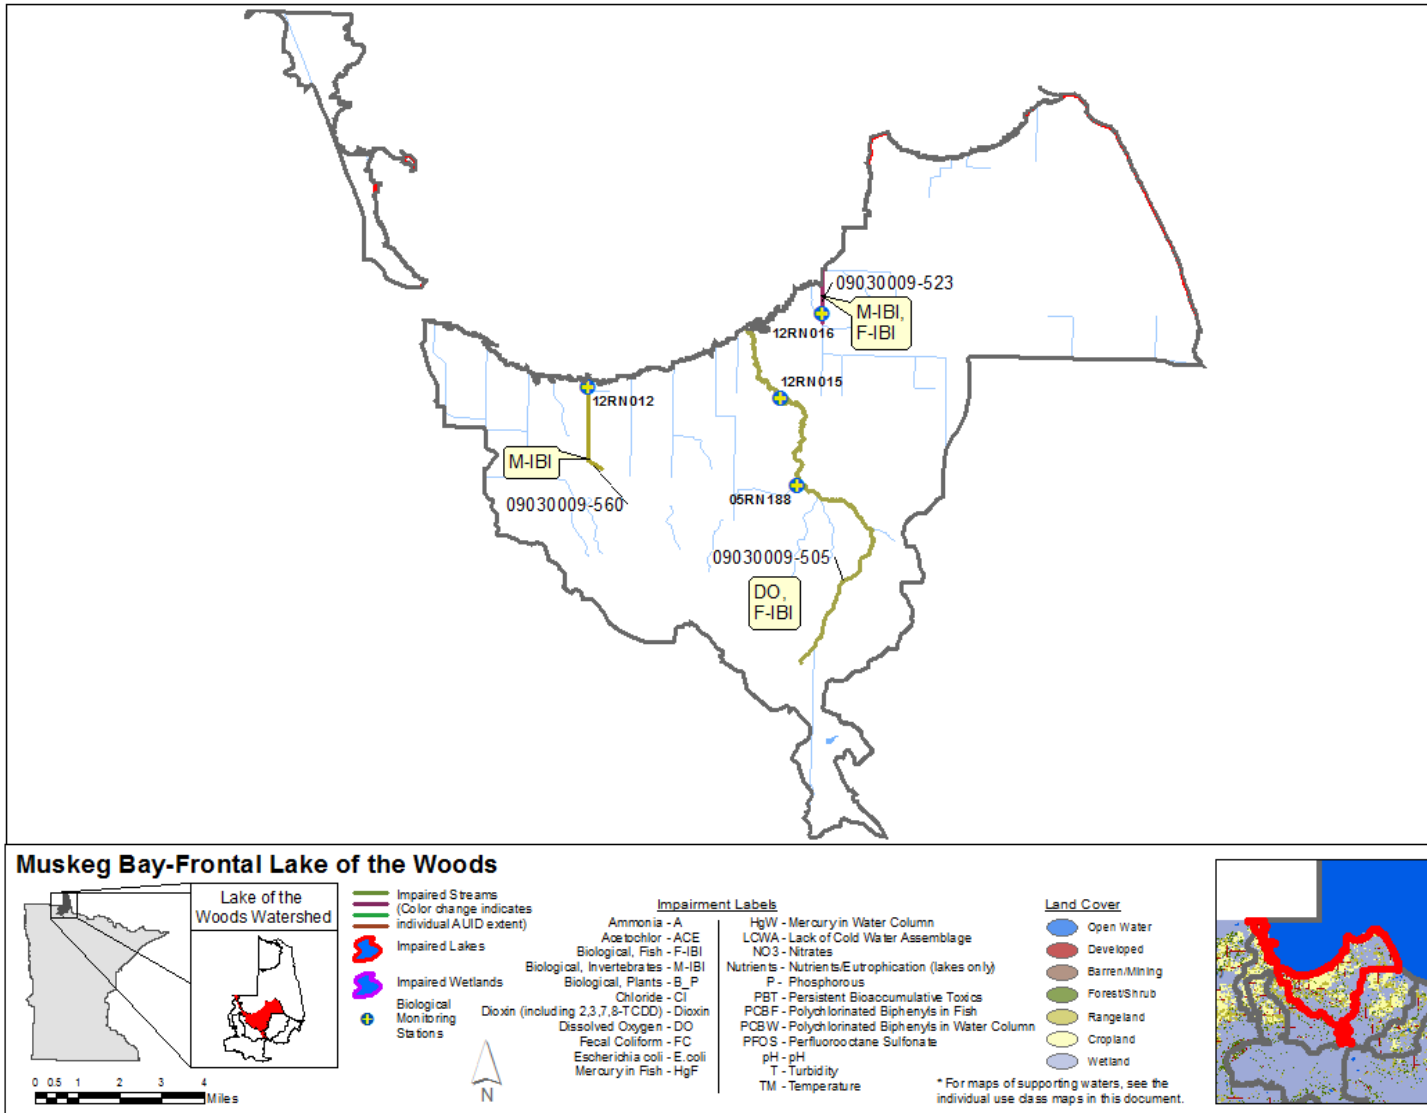 09030009-523
M-IBI,
F-IBI
12RN016
12RN015
12RN012
M-IBI
09030009-560
05RN188
09030009-505
DO,
F-IBI
Muskeg Bay-Frontal Lake of the Woods
Lake of the
Woods Watershed
0 0.5 1 2 3 4
Miles
Impaired Streams
(Color change indicates
individual AUID extent)
Impaired Lakes
Impaired Wetlands
Biological
Monitoring
Stations
N
Impairment Labels
Ammonia - A
Acetochlor - ACE
Biological, Fish - F-IBI
Biological, Invertebrates - M-IBI
Biological, Plants - B_P
Chloride - Cl
Dioxin (including 2,3,7,8-TCDD) - Dioxin
Dissolved Oxygen - DO
Fecal Coliform - FC
Escherichia coli - E.coli
Mercury in Fish - HgF
HgW - Mercury in Water Column
LCWA - Lack of Cold Water Assemblage
NO3 - Nitrates
Nutrients - Nutrients/Eutrophication (lakes only)
P - Phosphorous
PBT - Persistent Bioaccumulative Toxics
PCBF - Polychlorinated Biphenyls in Fish
PCBW - Polychlorinated Biphenyls in Water Column
PFOS - Perfluorooctane Sulfonate
pH - pH
T - Turbidity
TM - Temperature
Land Cover
Open Water
Developed
Barren/Mining
Forest/Shrub
Rangeland
Cropland
Wetland
* For maps of supporting waters, see the
individual use class maps in this document.